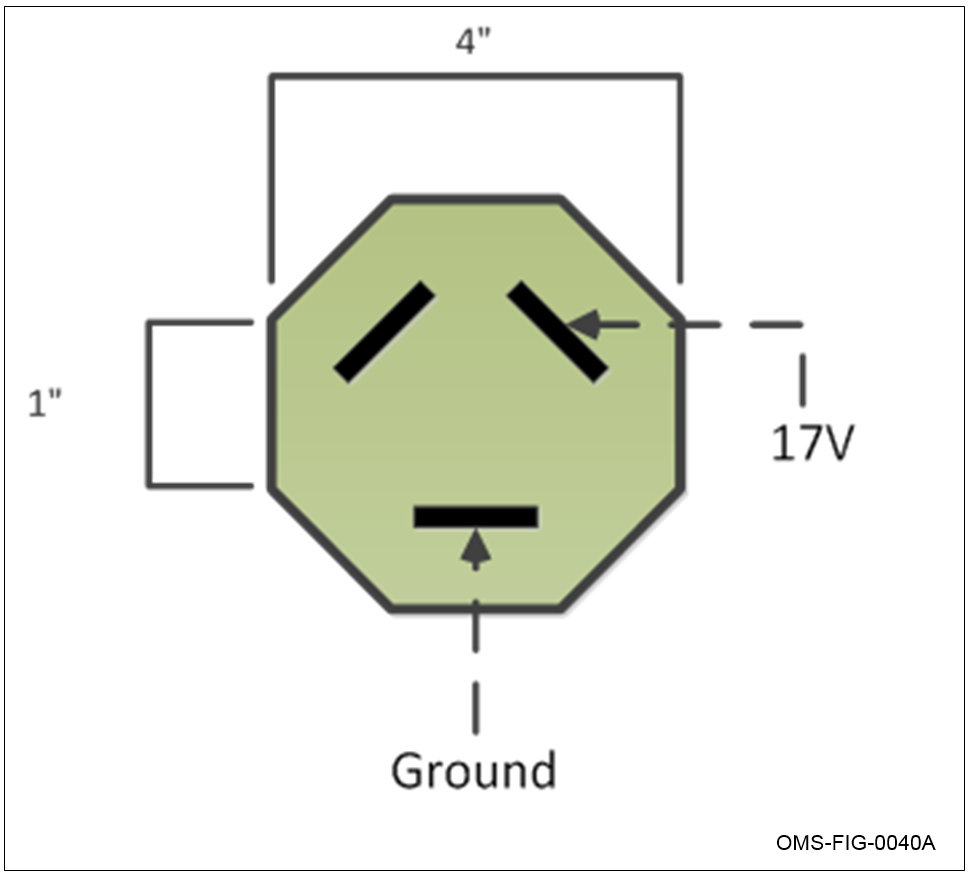 4”
1”
17V
Ground
OMS-FIG-0040A